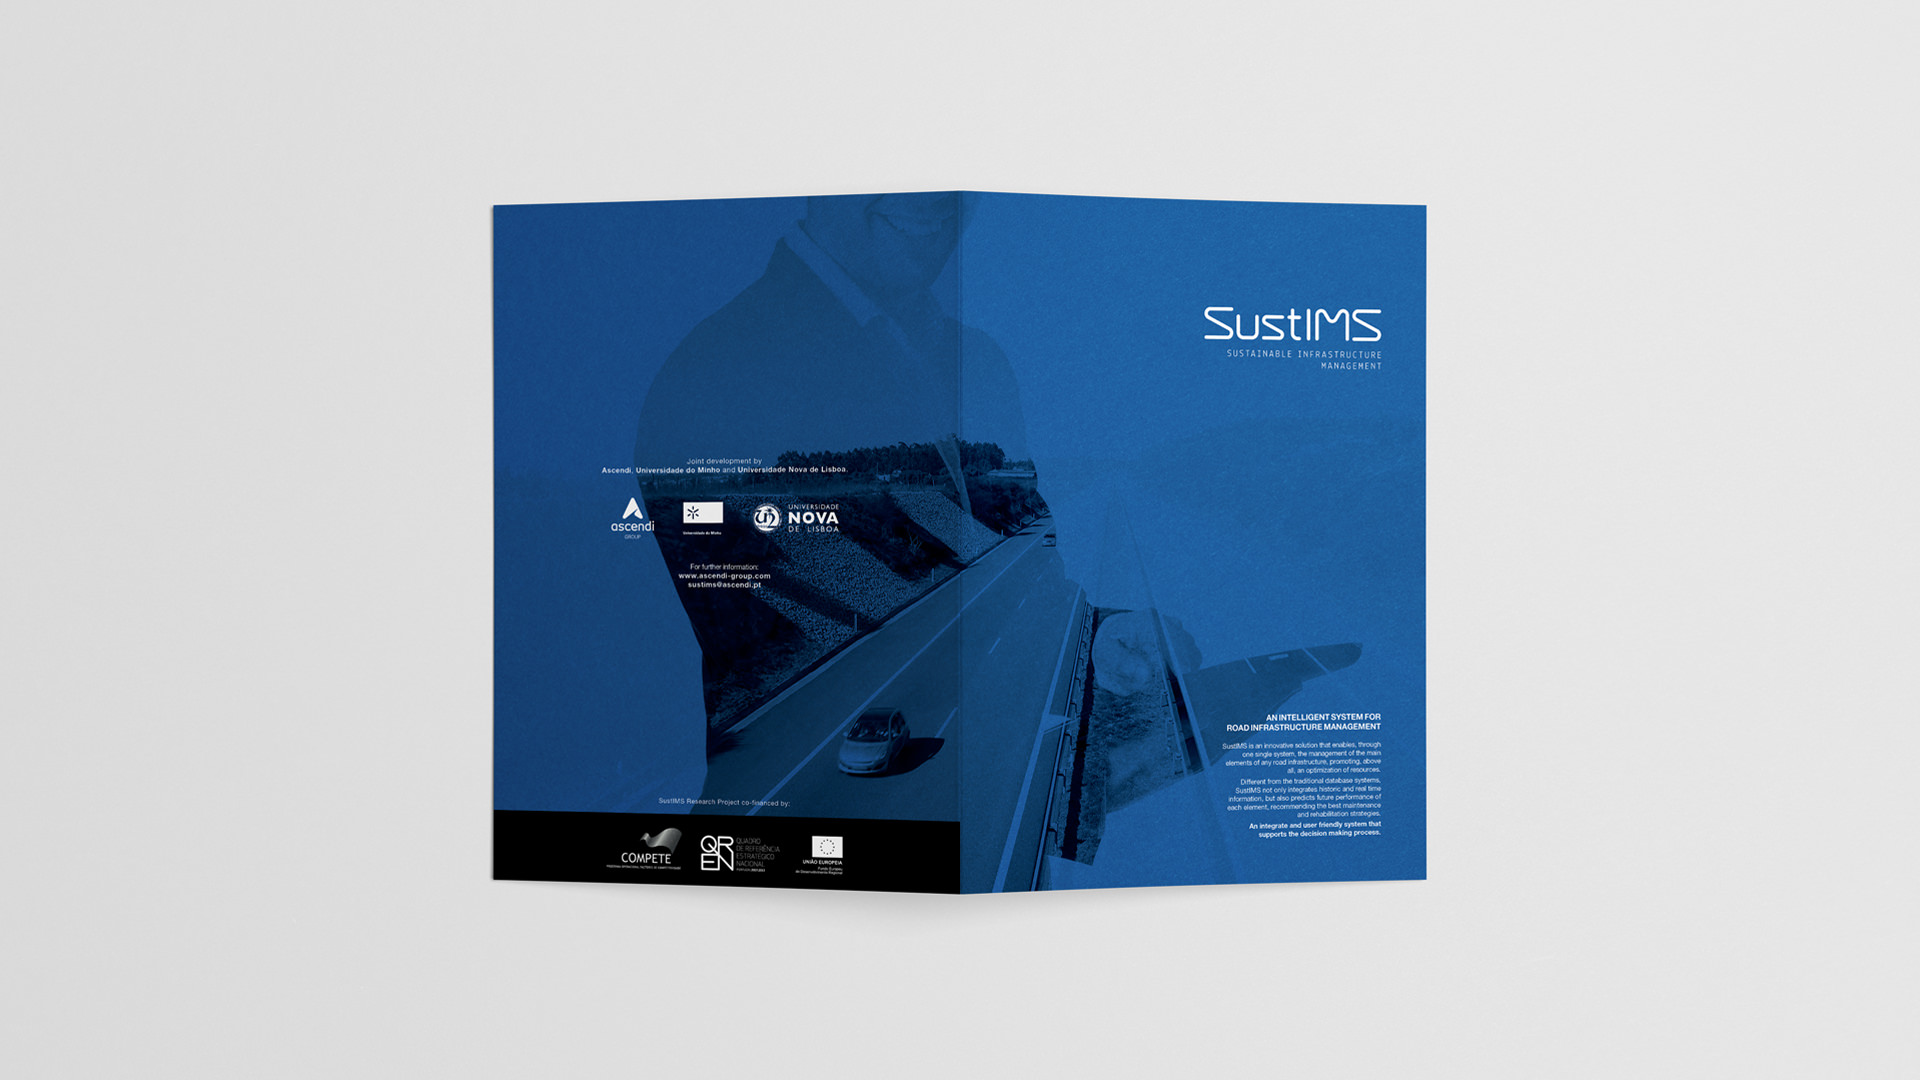 Joint development by
Ascendi, Universidade do Minho and Universidade Nova de Lisboa.
ascendi
GROUP
Universidade do Minho
UNIVERSIDADE
NOVA
DE LISBOA
For further information:
www.ascendi-group.com
sustims@ascendi.pt
SustIMS Research Project co-financed by:
COMPETE
QR
EN
QUADRO
DE REFERÊNCIA
ESTRATÉGICO
NACIONAL
UNIÃO EUROPEIA
Fundo Europeu
de Desenvolvimento Regional
SustIMS
SUSTAINABLE INFRASTRUCTURE
MANAGEMENT
AN INTELLIGENT SYSTEM FOR
ROAD INFRASTRUCTURE MANAGEMENT
SustIMS is an innovative solution that enables, through
one single system, the management of the main
elements of any road infrastructure, promoting, above
all, an optimization of resources.
Different from the traditional database systems,
SustIMS not only integrates historic and real time
information, but also predicts future performance of
each element, recommending the best maintenance
and rehabilitation strategies.
An integrate and user friendly system that
supports the decision making process.